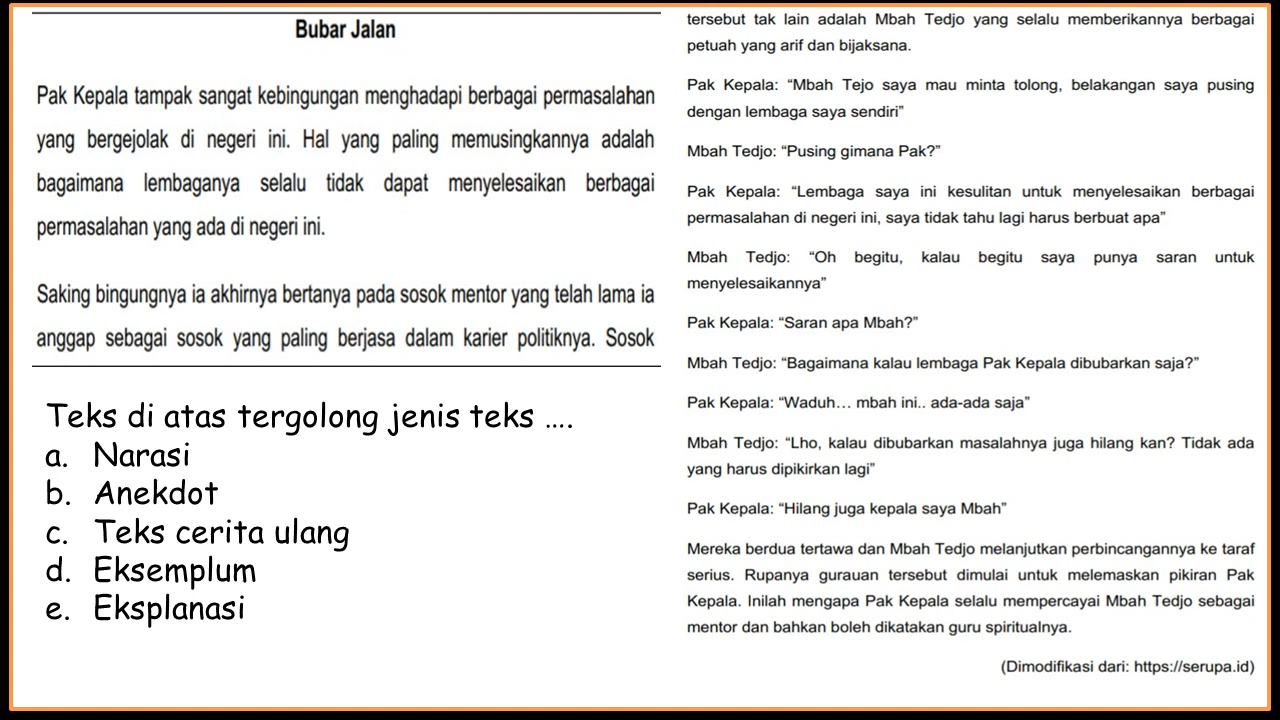 Bubar Jalan
Pak Kepala tampak sangat kebingungan menghadapi berbagai permasalahan
yang bergejolak di negeri ini. Hal yang paling memusingkannya adalah
bagaimana lembaganya selalu tidak dapat menyelesaikan berbagai
permasalahan yang ada di negeri ini.
Saking bingungnya ia akhirnya bertanya pada sosok mentor yang telah lama ia
anggap sebagai sosok yang paling berjasa dalam karier politiknya. Sosok
tersebut tak lain adalah Mbah Tedjo yang selalu memberikannya berbagai
petuah yang arif dan bijaksana.
Pak Kepala: “Mbah Tejo saya mau minta tolong, belakangan saya pusing
dengan lembaga saya sendiri”
Mbah Tedjo: “Pusing gimana Pak?”
Pak Kepala: “Lembaga saya ini kesulitan untuk menyelesaikan berbagai
permasalahan di negeri ini, saya tidak tahu lagi harus berbuat apa”
Mbah Tedjo: “Oh begitu, kalau begitu saya punya saran untuk
menyelesaikannya”
Pak Kepala: “Saran apa Mbah?”
Mbah Tedjo: “Bagaimana kalau lembaga Pak Kepala dibubarkan saja?”
Pak Kepala: “Waduh… mbah ini.. ada-ada saja”
Mbah Tedjo: “Lho, kalau dibubarkan masalahnya juga hilang kan? Tidak ada
yang harus dipikirkan lagi”
Pak Kepala: “Hilang juga kepala saya Mbah”
Mereka berdua tertawa dan Mbah Tedjo melanjutkan perbincangannya ke taraf
serius. Rupanya gurauan tersebut dimulai untuk melemaskan pikiran Pak
Kepala. Inilah mengapa Pak Kepala selalu mempercayai Mbah Tedjo sebagai
mentor dan bahkan boleh dikatakan guru spiritualnya.
(Dimodifikasi dari: https://serupa.id)
Teks di atas tergolong jenis teks ....
a. Narasi
b. Anekdot
c. Teks cerita ulang
d. Eksemplum
e. Eksplanasi